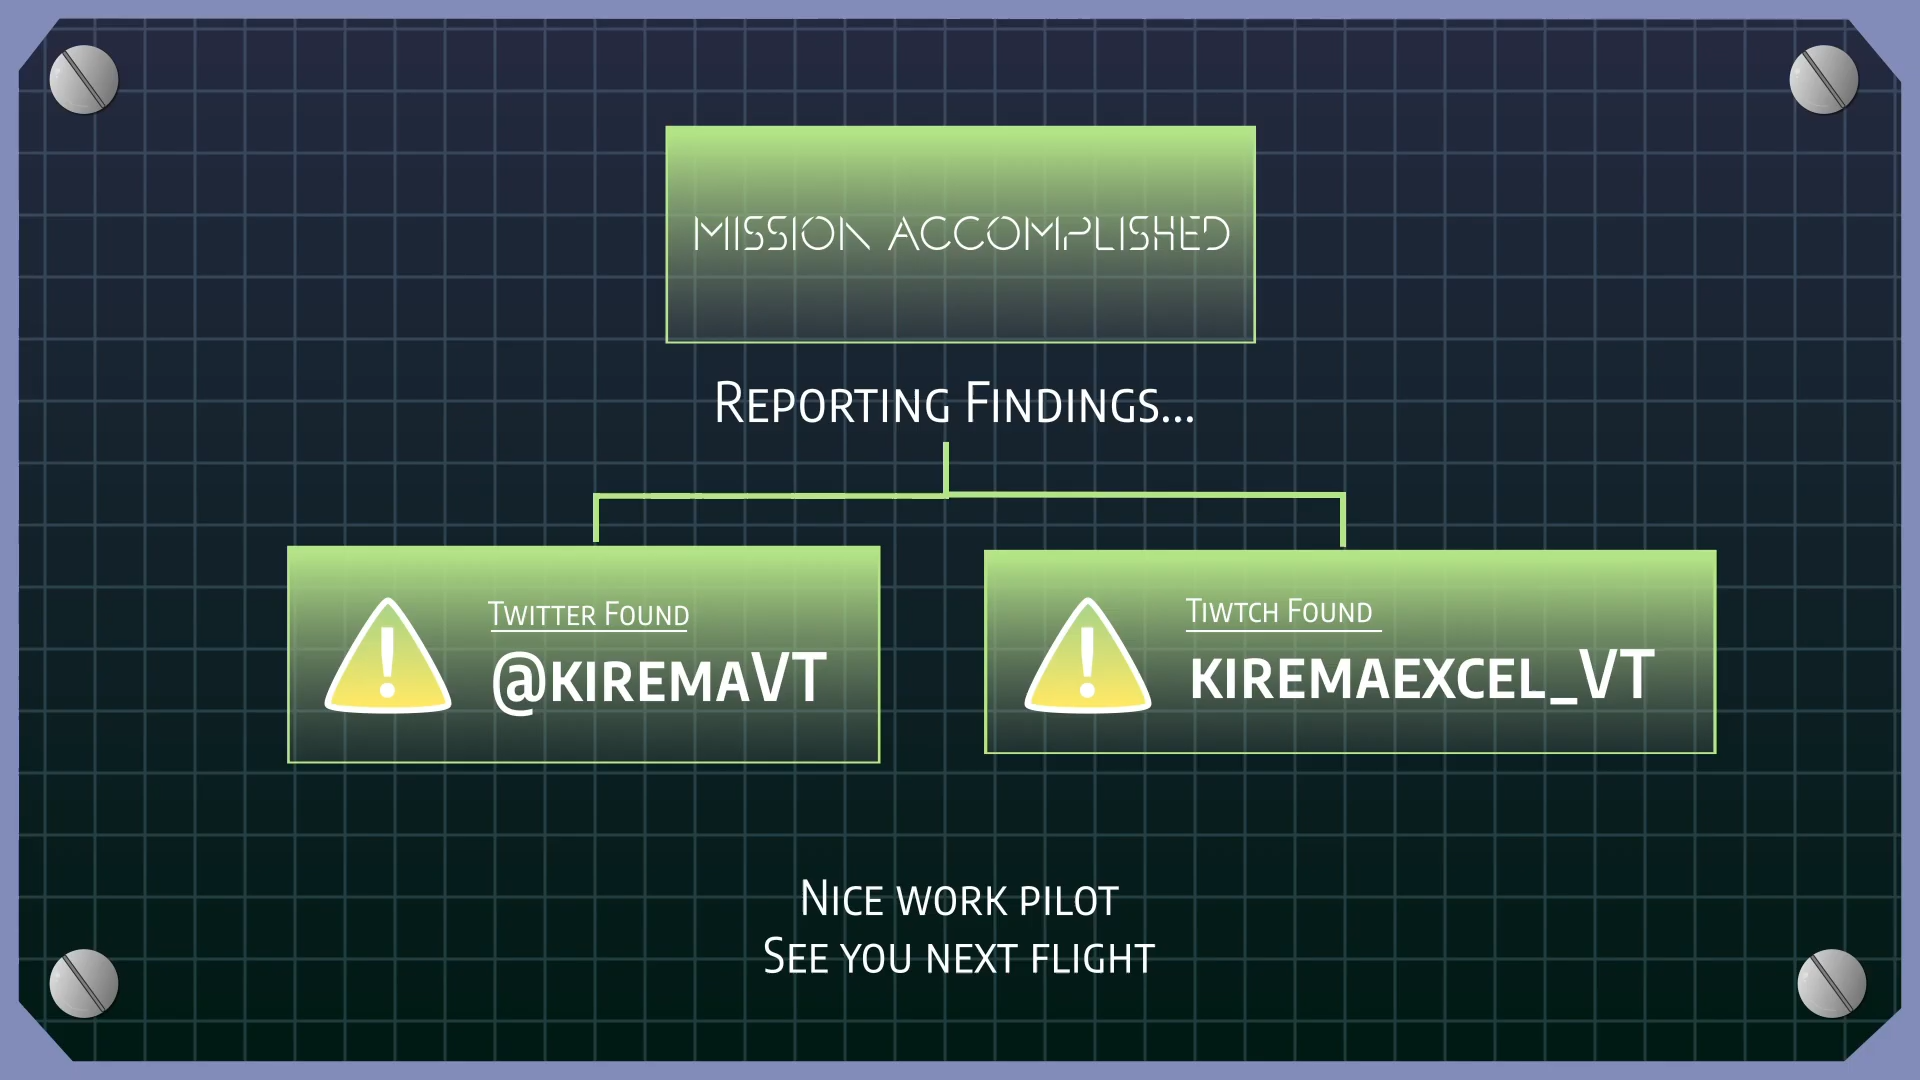 MISSION ACCOMPLISHED
Reporting Findings...
Twitter Found
@kiremaVT
Tiwtch Found
kiremaexcel_VT
Nice work pilot
See you next flight